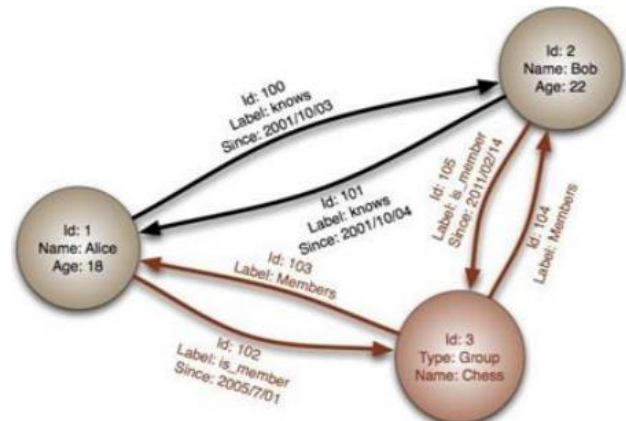 Id: 2
Name: Bob
Age: 22
Id: 100
Label: knows
Since: 2001/10/03
Id: 101
Label: knows
Since: 2001/10/04
Id: 105
Label: is_member
Since: 2011/02/14
Id: 104
Label: Members
Id: 1
Name: Alice
Age: 18
Id: 103
Label: Members
Id: 102
Label: is_member
Since: 2005/7/01
Id: 3
Type: Group
Name: Chess